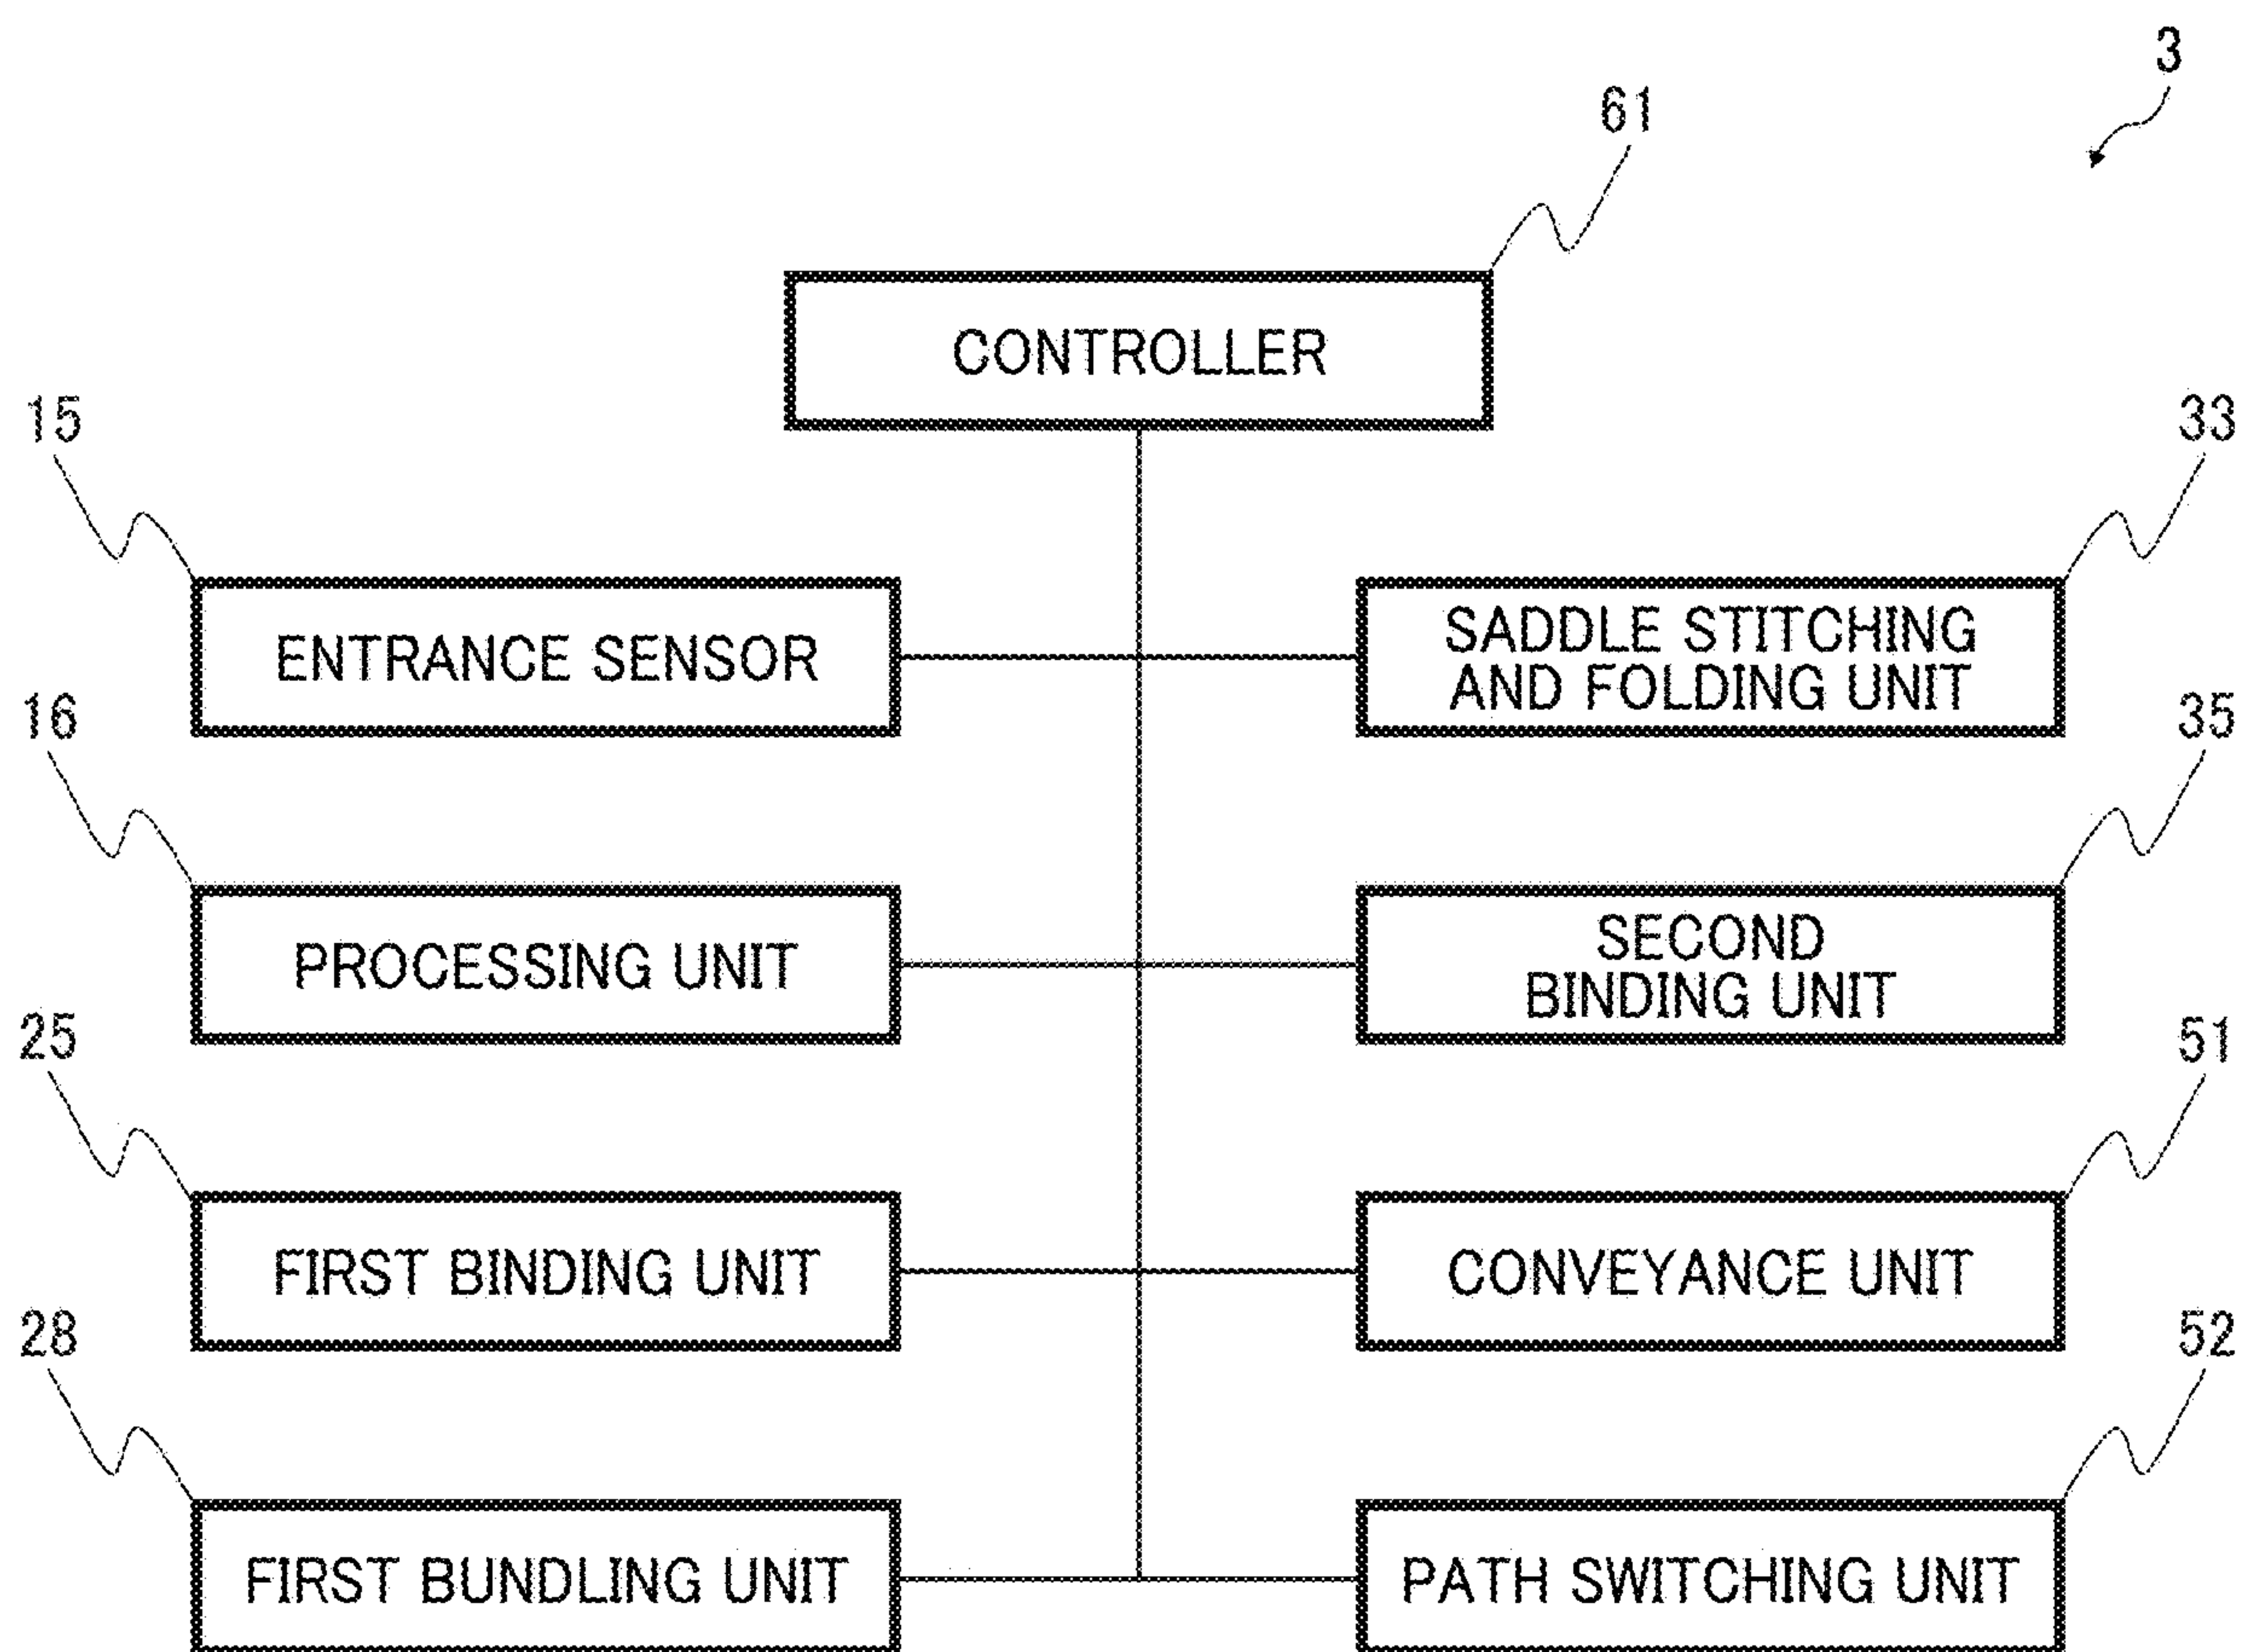 3
61
CONTROLLER
15
33
ENTRANCE SENSOR
SADDLE STITCHING
AND FOLDING UNIT
16
35
PROCESSING UNIT
SECOND
BINDING UNIT
25
51
FIRST BINDING UNIT
CONVEYANCE UNIT
28
52
FIRST BUNDLING UNIT
PATH SWITCHING UNIT